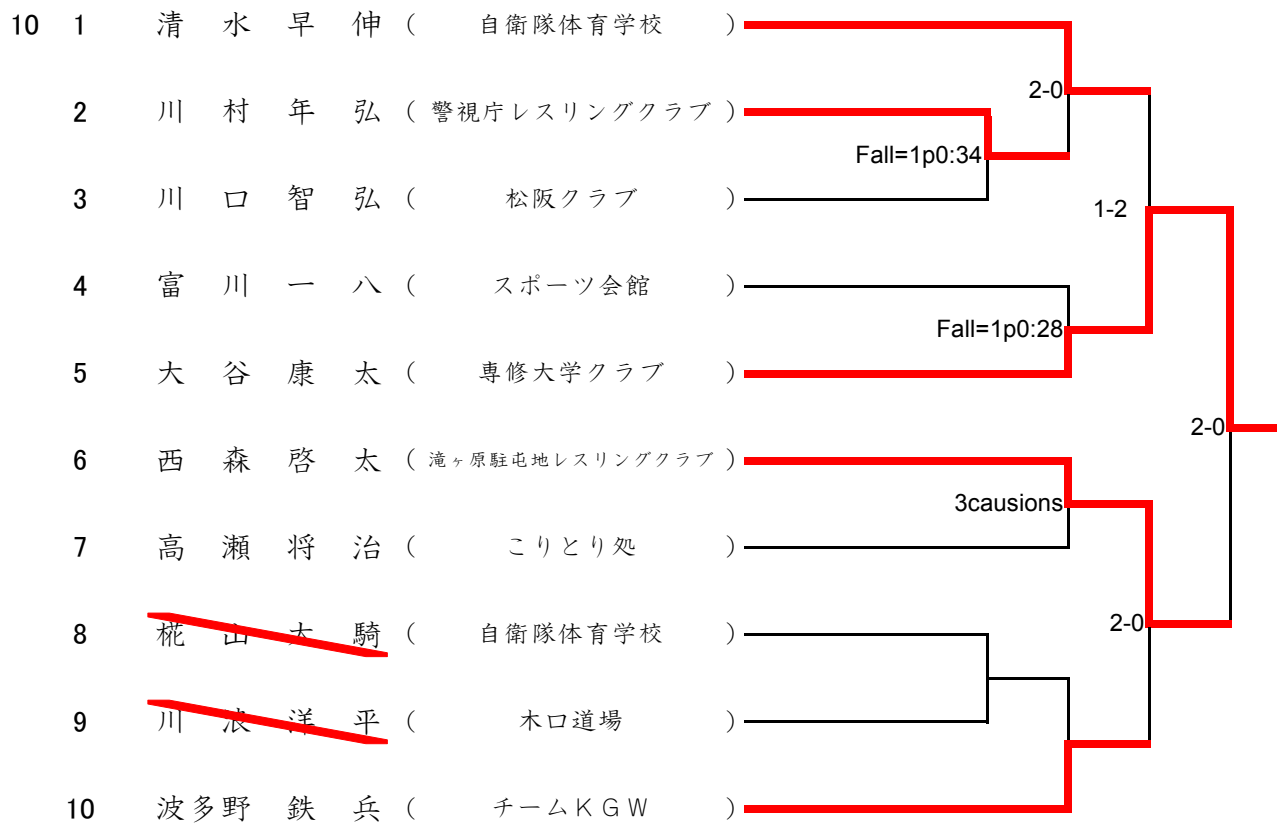 10 1 清水早伸 ( 自衛隊体育学校 )
2-0
2 川村年弘 ( 警視庁レスリングクラブ )
Fall=1p0:34
3 川口智弘 ( 松阪クラブ )
1-2
4 富川一八 ( スポーツ会館 )
Fall=1p0:28
5 大谷康太 ( 専修大学クラブ )
2-0
6 西森啓太 ( 滝ヶ原駐屯地レスリングクラブ )
3causions
7 高瀬将治 ( こりとり処 )
8 椛山大騎 ( 自衛隊体育学校 )
2-0
9 川浪洋平 ( 木口道場 )
10 波多野鉄兵 ( チームKGW )